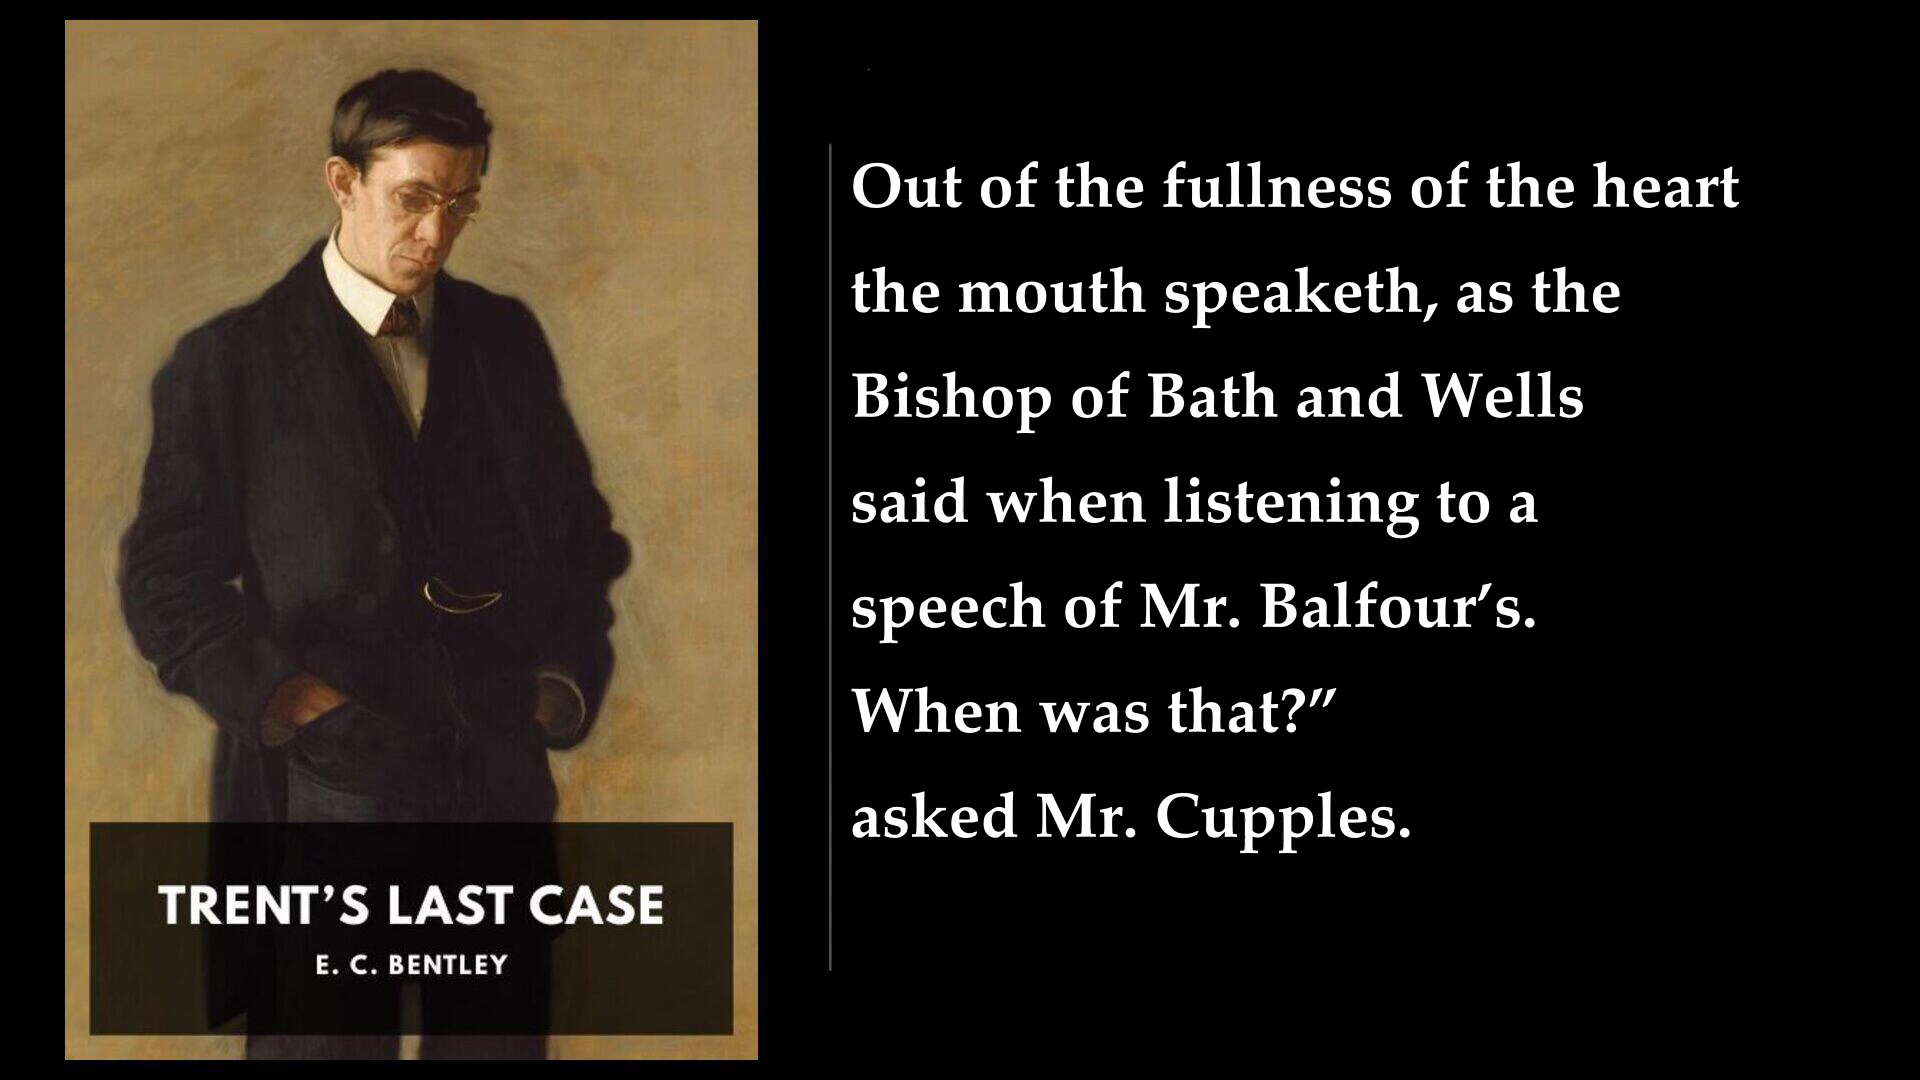 Out of the fullness of the heart
the mouth speaketh, as the
Bishop of Bath and Wells
said when listening to a
speech of Mr. Balfour’s.
When was that?”
asked Mr. Cupples.
TRENT’S LAST CASE
E. C. BENTLEY